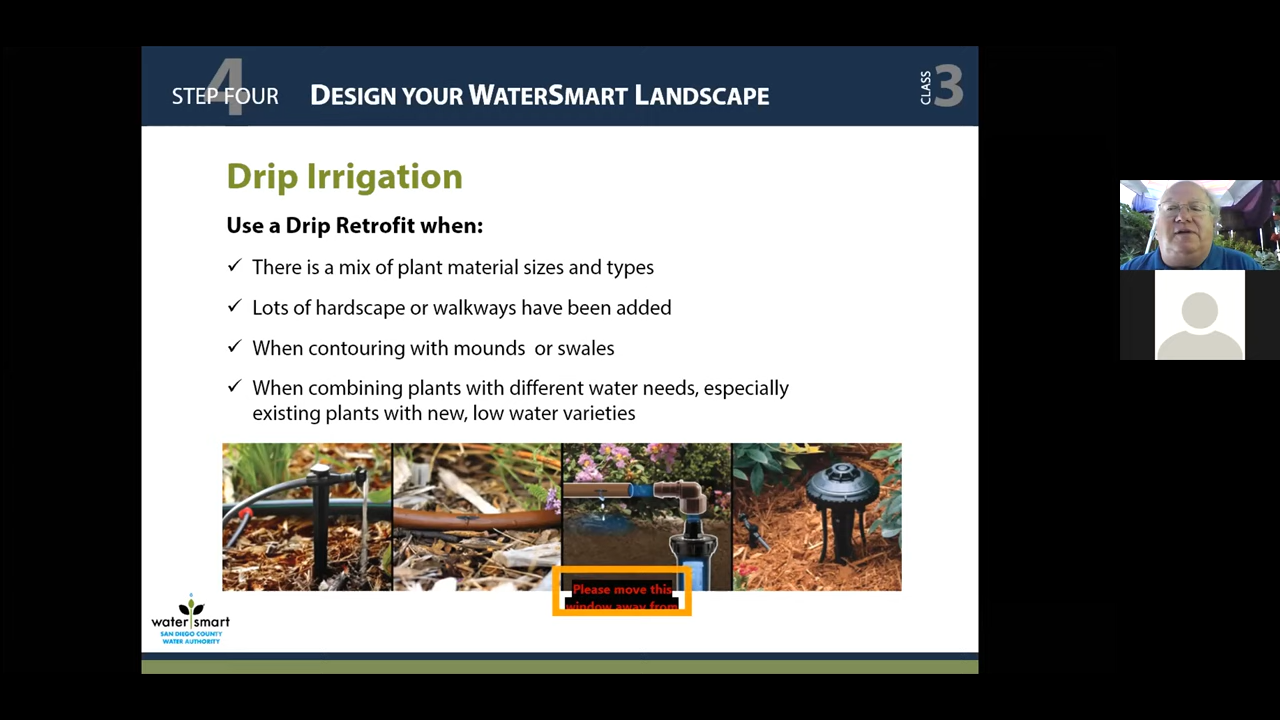 4
STEP FOUR
DESIGN YOUR WATERSMART LANDSCAPE
CLASS 3
Drip Irrigation
Use a Drip Retrofit when:
✓ There is a mix of plant material sizes and types
✓ Lots of hardscape or walkways have been added
✓ When contouring with mounds or swales
✓ When combining plants with different water needs, especially
existing plants with new, low water varieties
Please move this
window away from
water smart
SAN DIEGO COUNTY
WATER AUTHORITY